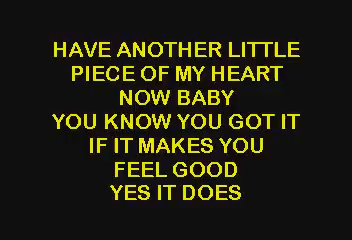 HAVE ANOTHER LITTLE
PIECE OF MY HEART
NOW BABY
YOU KNOW YOU GOT IT
IF IT MAKES YOU
FEEL GOOD
YES IT DOES